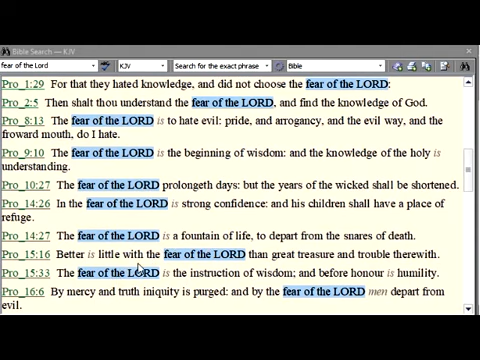 Bible Search — KJV
fear of the Lord KJV Search for the exact phrase Bible
Pro_1:29 For that they hated knowledge, and did not choose the fear of the LORD:
Pro_2:5 Then shalt thou understand the fear of the LORD, and find the knowledge of God.
Pro_8:13 The fear of the LORD is to hate evil: pride, and arrogancy, and the evil way, and the
froward mouth, do I hate.
Pro_9:10 The fear of the LORD is the beginning of wisdom: and the knowledge of the holy is
understanding.
Pro_10:27 The fear of the LORD prolongeth days: but the years of the wicked shall be shortened.
Pro_14:26 In the fear of the LORD is strong confidence: and his children shall have a place of
refuge.
Pro_14:27 The fear of the LORD is a fountain of life, to depart from the snares of death.
Pro_15:16 Better is little with the fear of the LORD than great treasure and trouble therewith.
Pro_15:33 The fear of the LORD is the instruction of wisdom; and before honour is humility.
Pro_16:6 By mercy and truth iniquity is purged: and by the fear of the LORD men depart from
evil.